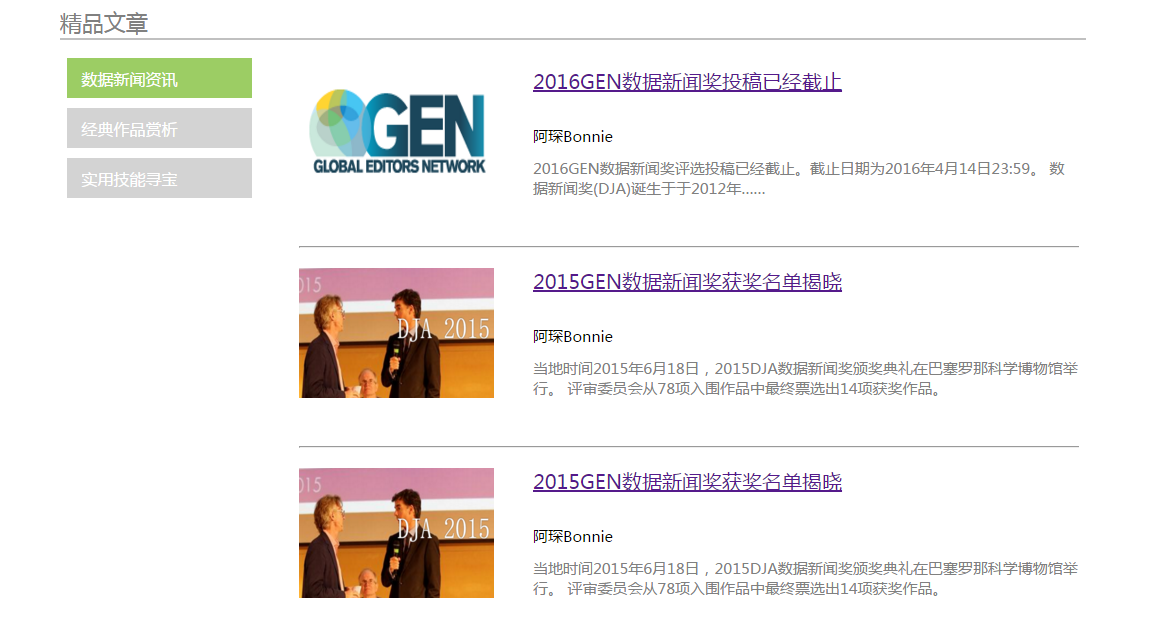 精品文章
数据新闻资讯
经典作品赏析
实用技能寻宝
GEN
GLOBAL EDITORS NETWORK
2016GEN数据新闻奖投稿已经截止
阿琛Bonnie
2016GEN数据新闻奖评选投稿已经截止。截止日期为2016年4月14日23:59。 数
据新闻奖(DJA)诞生于于2012年......
2015
DJA 2015
2015GEN数据新闻奖获奖名单揭晓
阿琛Bonnie
当地时间2015年6月18日，2015DJA数据新闻奖颁奖典礼在巴塞罗那科学博物馆举
行。 评审委员会从78项入围作品中最终票选出14项获奖作品。
2015
DJA 2015
2015GEN数据新闻奖获奖名单揭晓
阿琛Bonnie
当地时间2015年6月18日，2015DJA数据新闻奖颁奖典礼在巴塞罗那科学博物馆举
行。 评审委员会从78项入围作品中最终票选出14项获奖作品。